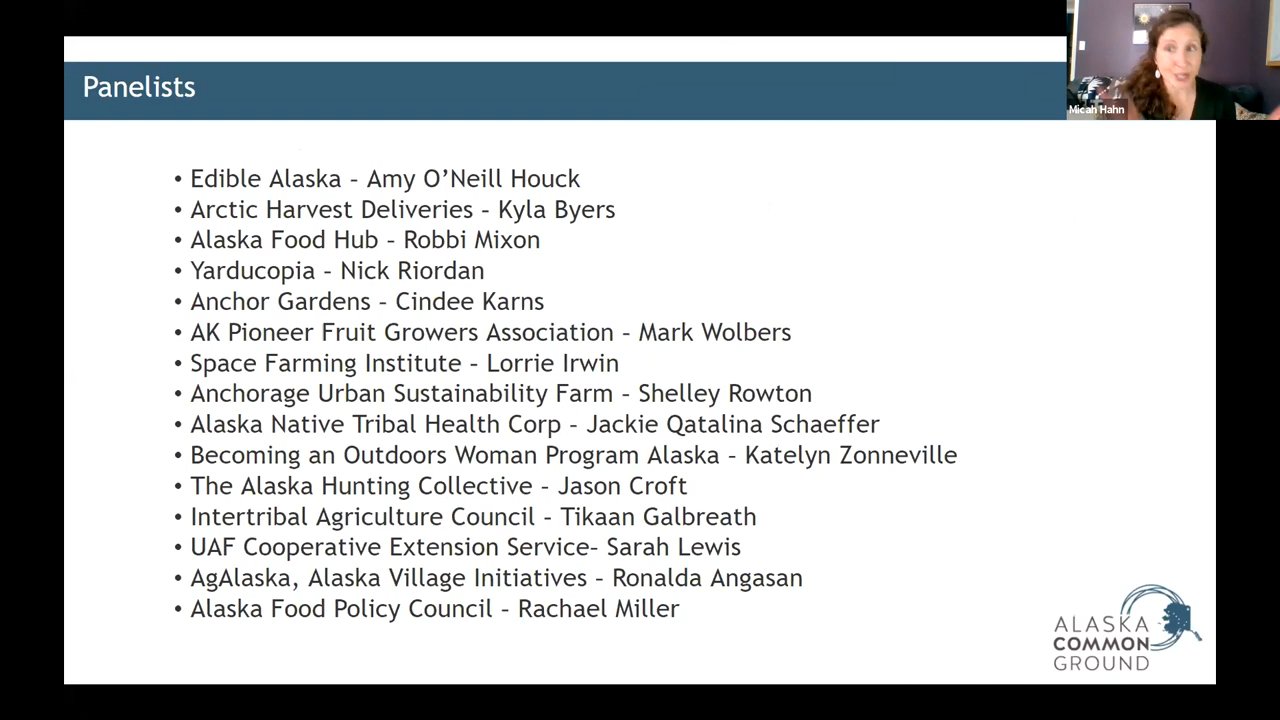 Panelists
Micah Hahn
• Edible Alaska – Amy O’Neill Houck
• Arctic Harvest Deliveries – Kyla Byers
• Alaska Food Hub – Robbi Mixon
• Yarducopia – Nick Riordan
• Anchor Gardens – Cindee Karns
• AK Pioneer Fruit Growers Association – Mark Wolbers
• Space Farming Institute – Lorrie Irwin
• Anchorage Urban Sustainability Farm – Shelley Rowton
• Alaska Native Tribal Health Corp – Jackie Qatalina Schaeffer
• Becoming an Outdoors Woman Program Alaska – Katelyn Zonneville
• The Alaska Hunting Collective – Jason Croft
• Intertribal Agriculture Council – Tikaan Galbreath
• UAF Cooperative Extension Service– Sarah Lewis
• AgAlaska, Alaska Village Initiatives – Ronalda Angasan
• Alaska Food Policy Council – Rachael Miller
ALASKA
COMMON
GROUND